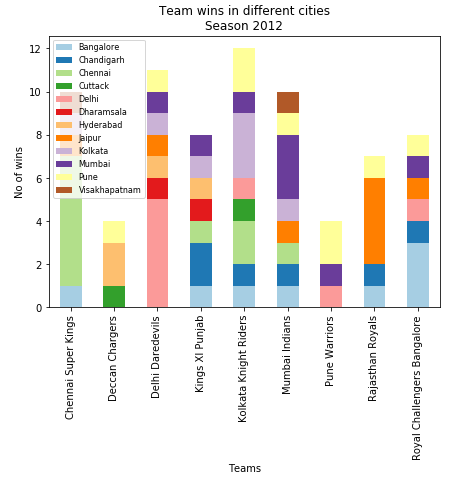 Team wins in different cities
Season 2012
No of wins
12
10
8
6
4
2
0
Bangalore
Chandigarh
Chennai
Cuttack
Delhi
Dharamsala
Hyderabad
Jaipur
Kolkata
Mumbai
Pune
Visakhapatnam
Chennai Super Kings
Deccan Chargers
Delhi Daredevils
Kings XI Punjab
Kolkata Knight Riders
Mumbai Indians
Pune Warriors
Rajasthan Royals
Royal Challengers Bangalore
Teams